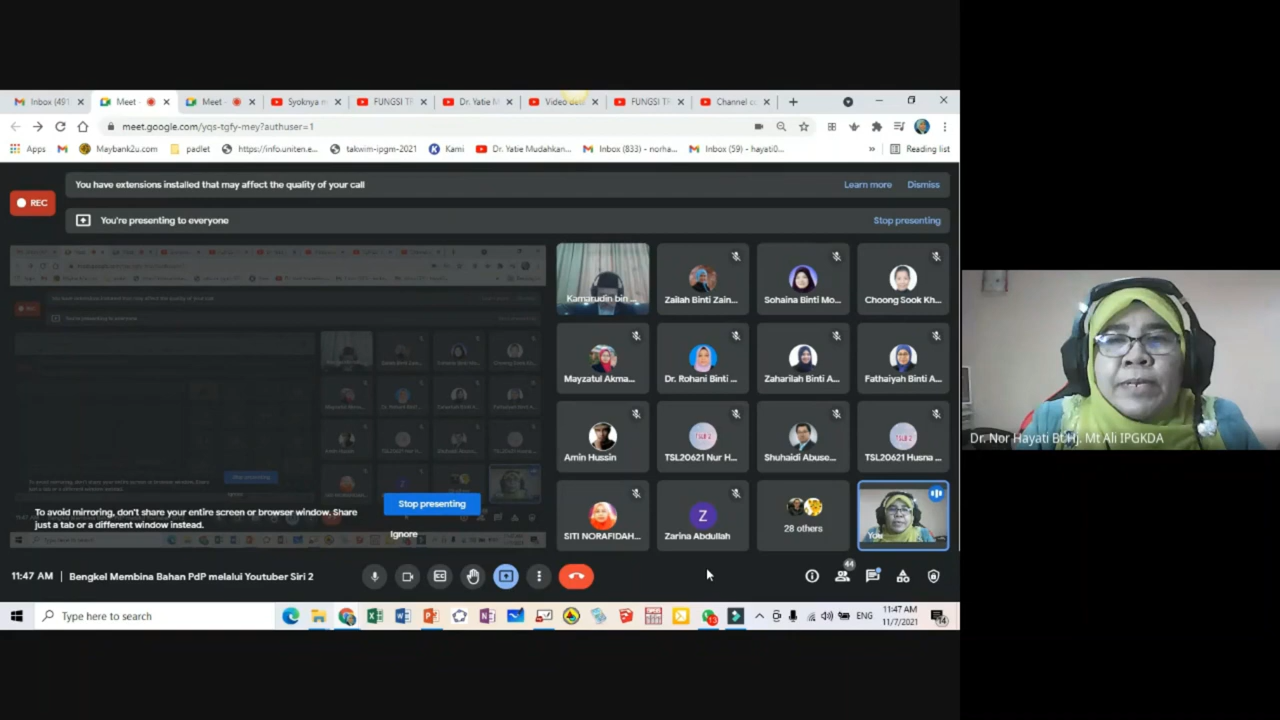 Inbox (491
Meet -
Meet -
Syoknya
FUNGSI
Dr. Yatie M
Video
FUNGSI
Channel
meet.google.com/yqs-tgfy-mey?authuser=1
Apps
Maybank2u.com
padlet
https://info.uniten.e...
takwim-ipgm-2021
Kami
Dr. Yatie Mudahkan...
Inbox (833) - norha...
Inbox (59) - hayati0...
»
Reading list
You have extensions installed that may affect the quality of your call
Learn more
Dismiss
REC
You're presenting to everyone
Stop presenting
Kamarudin bin ...
Zailah Binti Zain...
Sohaina Binti Mo...
Choong Sook Kh...
Mayzatul Akma...
Dr. Rohani Binti ...
Zaharilah Binti A...
Fathaiyah Binti A...
Amin Hussin
TSL20621 Nur H...
Shuhaidi Abuse...
TSL20621 Husna ...
SITI NORAFIDAH...
Z
Zarina Abdullah
28 others
You
To avoid mirroring, don't share your entire screen or browser window. Share
just a tab or a different window instead.
Stop presenting
Ignore
11:47 AM | Bengkel Membina Bahan PdP melalui Youtuber Siri 2
44
Type here to search
ENG
11:47 AM
11/7/2021
14
Dr. Nor Hayati Bt Hj. Mt Ali IPGKDA